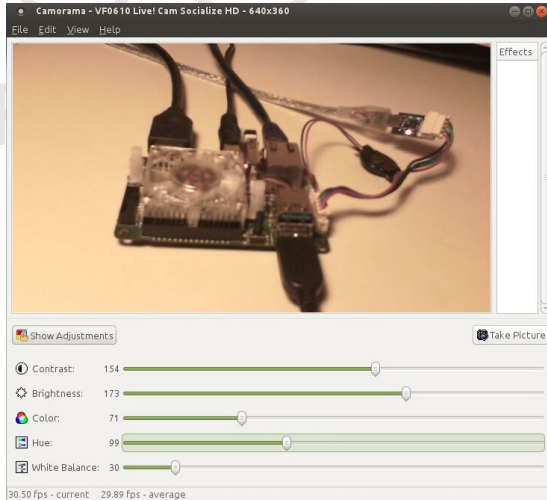 Camorama - VF0610 Live! Cam Socialize HD - 640x360
File Edit View Help
Effects
Show Adjustments
Take Picture
Contrast: 154
Brightness: 173
Color: 71
Hue: 99
White Balance: 30
30.50 fps - current 29.89 fps - average